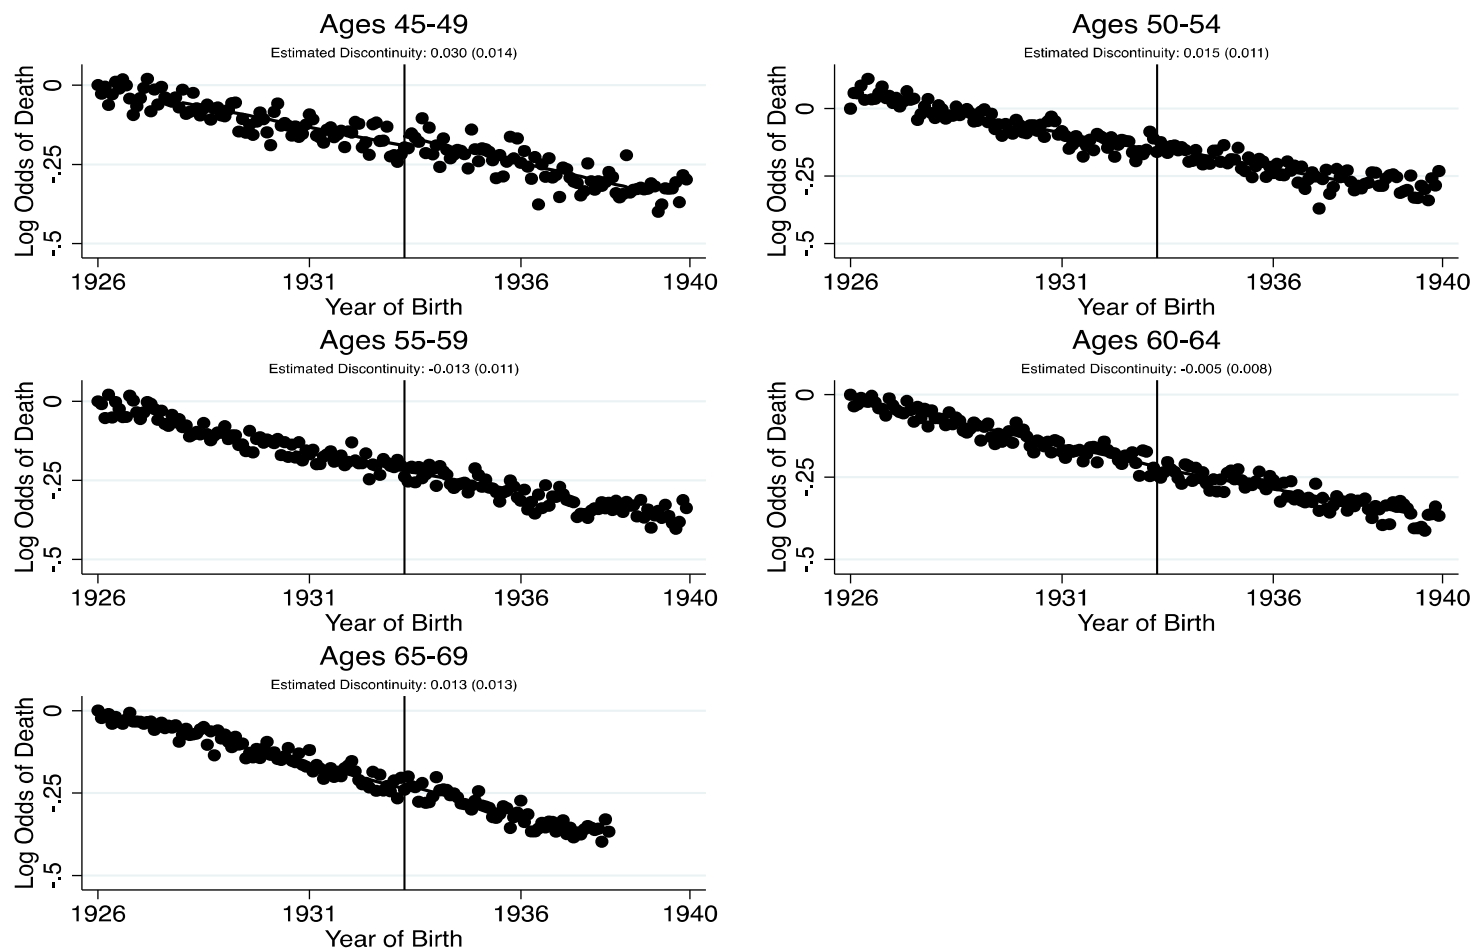 Ages 45-49
Estimated Discontinuity: 0.030 (0.014)
Log Odds of Death
0
-.25
-.5
1926
1931
1936
1940
Year of Birth
Ages 50-54
Estimated Discontinuity: 0.015 (0.011)
Log Odds of Death
0
-.25
-.5
1926
1931
1936
1940
Year of Birth
Ages 55-59
Estimated Discontinuity: -0.013 (0.011)
Log Odds of Death
0
-.25
-.5
1926
1931
1936
1940
Year of Birth
Ages 60-64
Estimated Discontinuity: -0.005 (0.008)
Log Odds of Death
0
-.25
-.5
1926
1931
1936
1940
Year of Birth
Ages 65-69
Estimated Discontinuity: 0.013 (0.013)
Log Odds of Death
0
-.25
-.5
1926
1931
1936
1940
Year of Birth